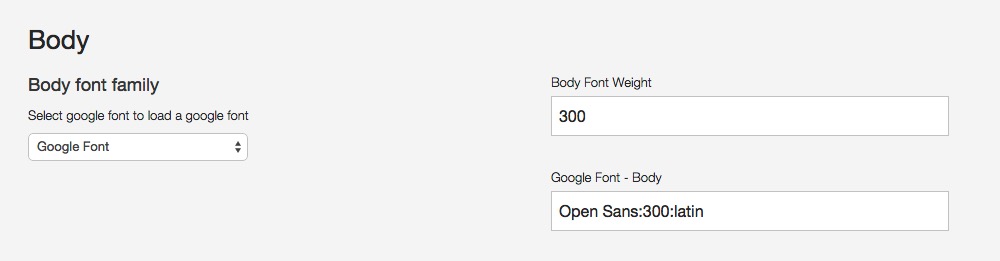 Body
Body font family
Select google font to load a google font
Google Font
Body Font Weight
300
Google Font - Body
Open Sans:300:latin